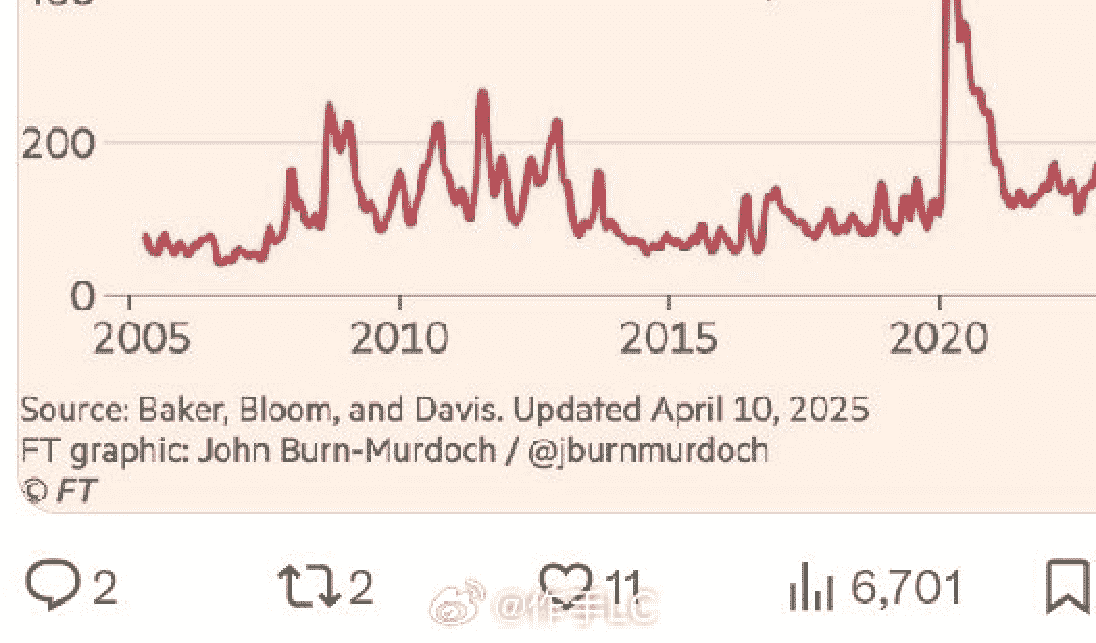 200
0
2005 2010 2015 2020
Source: Baker, Bloom, and Davis. Updated April 10, 2025
FT graphic: John Burn-Murdoch / @jburnmurdoch
© FT
2 2 11 6,701